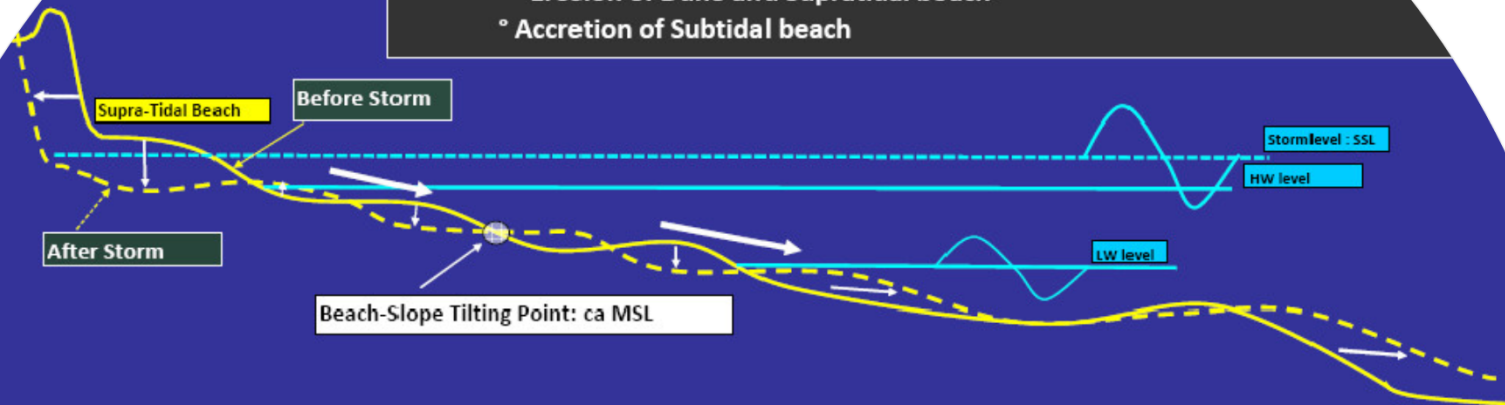 ° Accretion of Subtidal beach
Before Storm
Supra-Tidal Beach
Stormlevel : SSL
HW level
After Storm
LW level
Beach-Slope Tilting Point: ca MSL